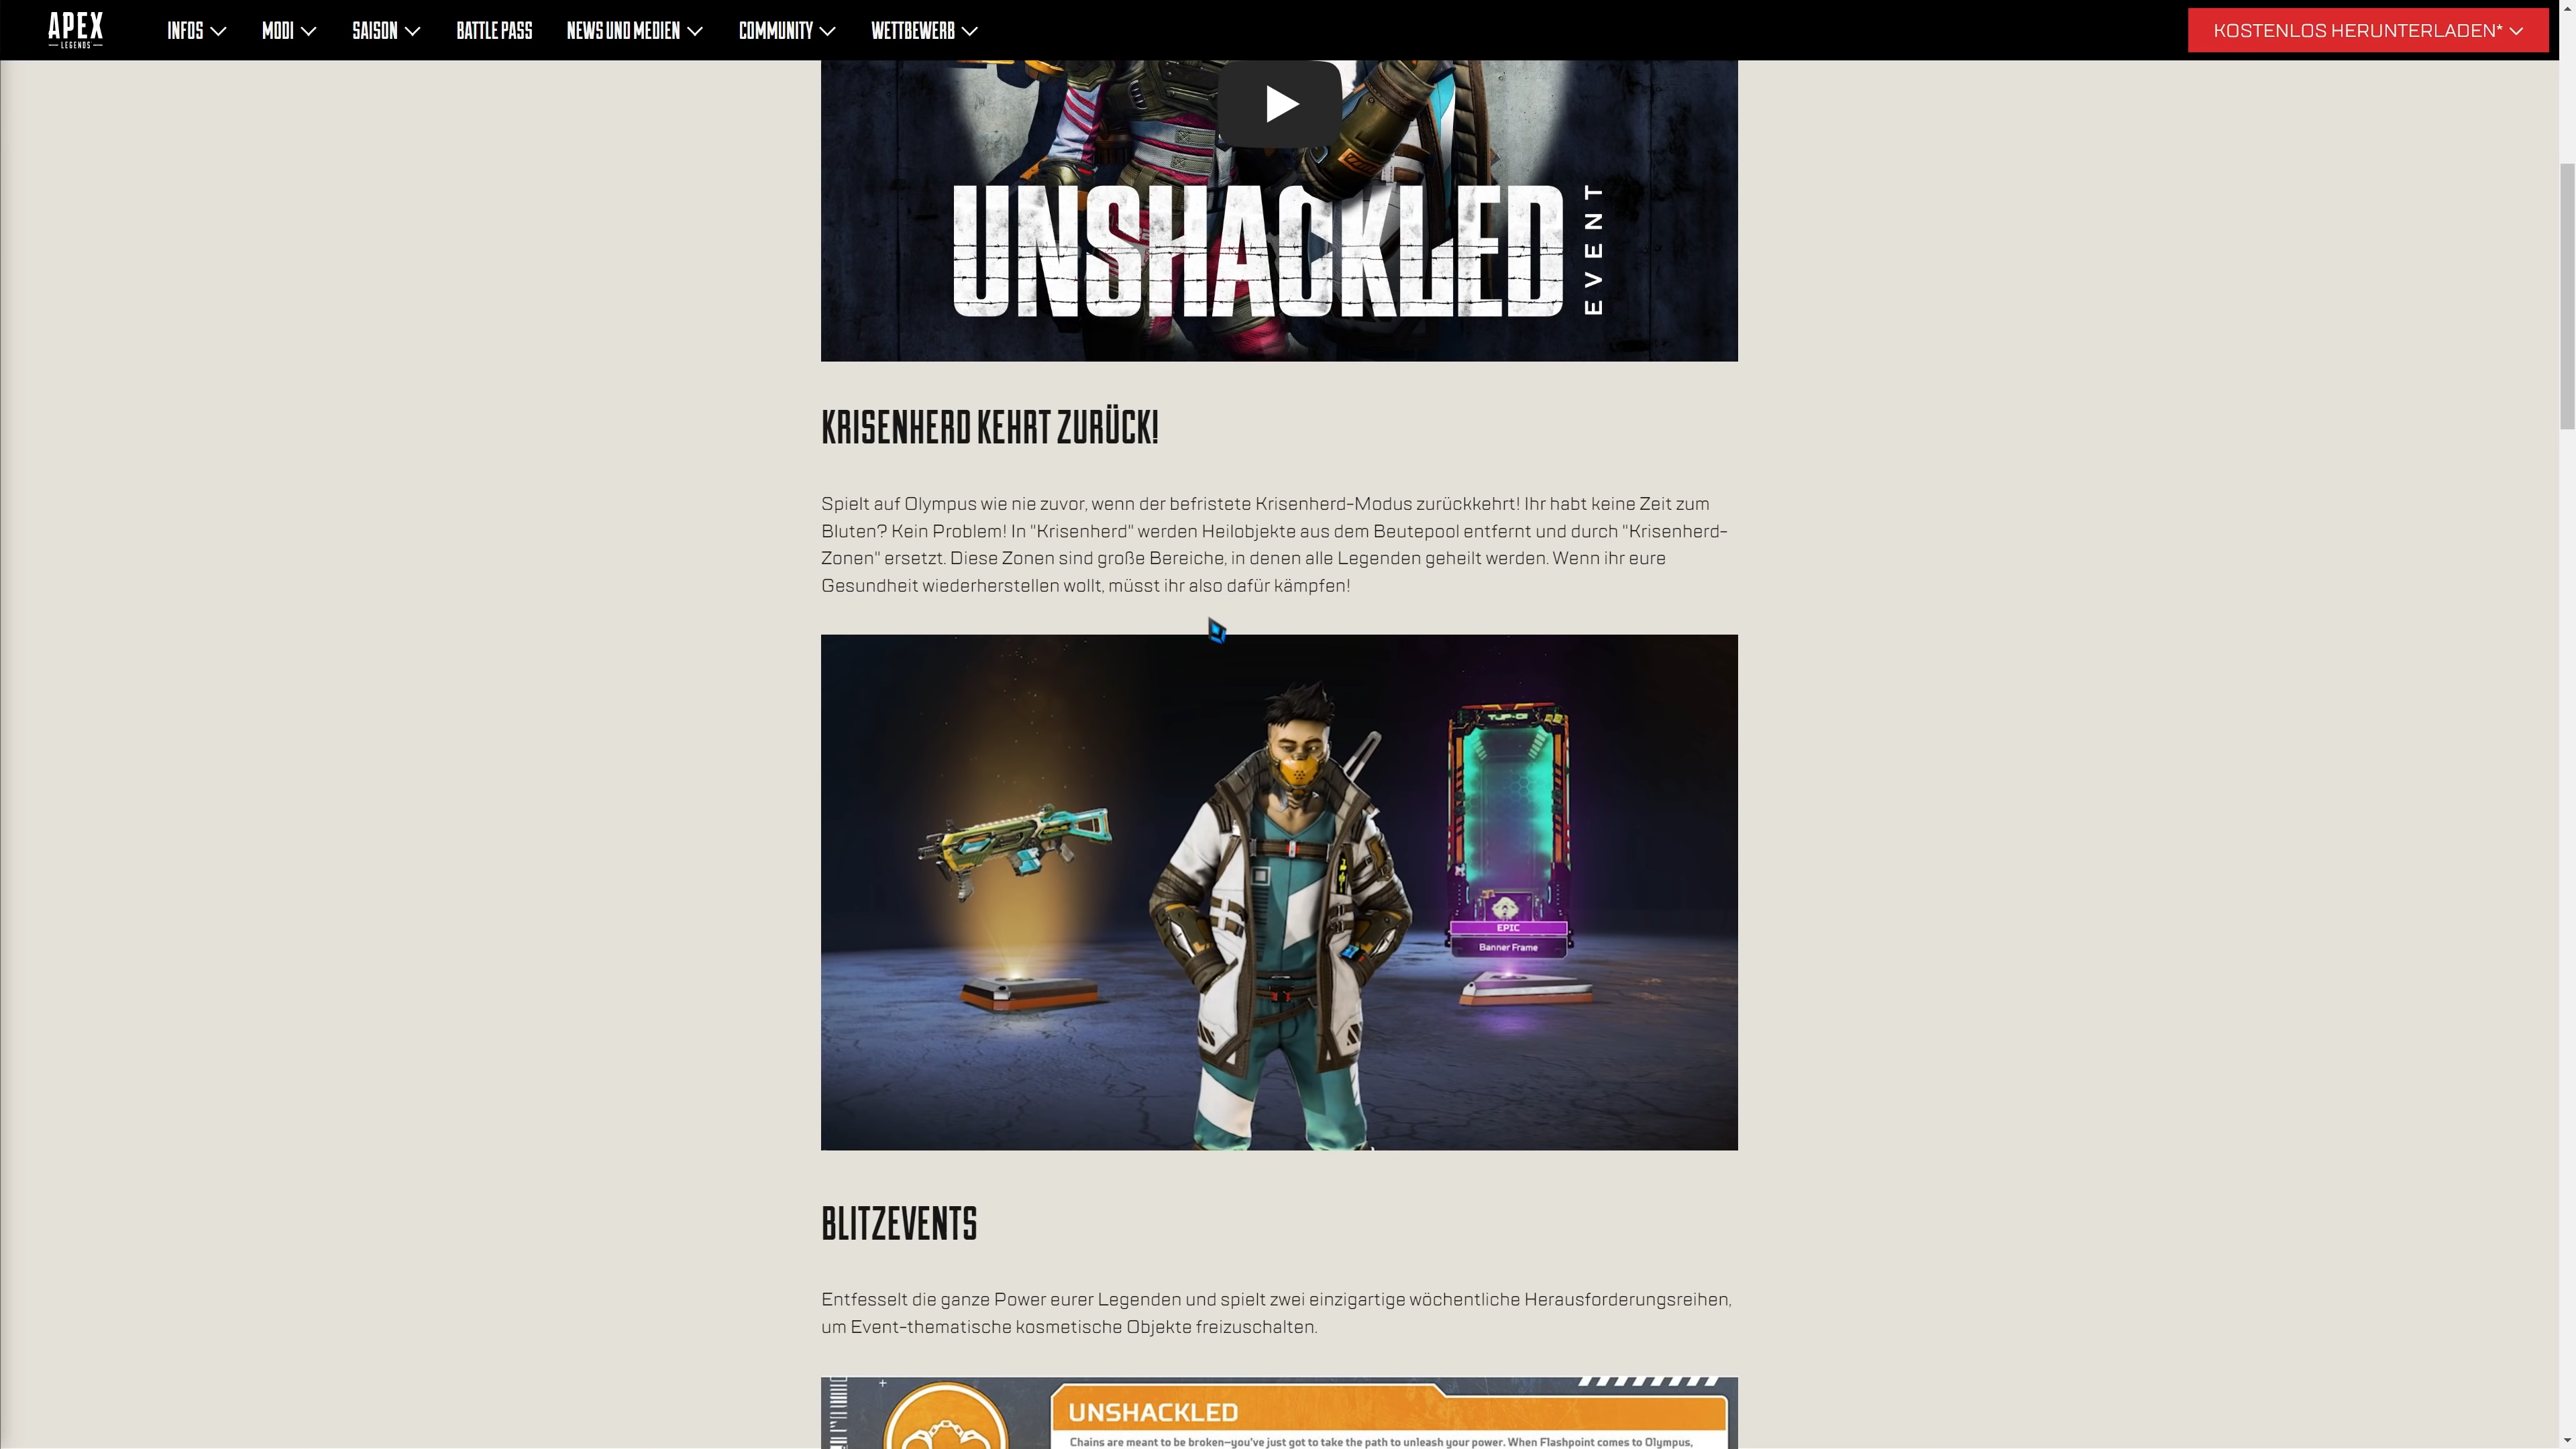 APEX
LEGENDS
INFOS
MODI
SAISON
BATTLE PASS
NEWS UND MEDIEN
COMMUNITY
WETTBEWERB
KOSTENLOS HERUNTERLADEN*
UNSHACKLED
EVENT
KRISENHERD KEHRT ZURÜCK!
Spielt auf Olympus wie nie zuvor, wenn der befristete Krisenherd-Modus zurückkehrt! Ihr habt keine Zeit zum
Bluten? Kein Problem! In "Krisenherd" werden Heilobjekte aus dem Beutepool entfernt und durch "Krisenherd-
Zonen" ersetzt. Diese Zonen sind große Bereiche, in denen alle Legenden geheilt werden. Wenn ihr eure
Gesundheit wiederherstellen wollt, müsst ihr also dafür kämpfen!
EPIC
Banner Frame
BLITZEVENTS
Entfesselt die ganze Power eurer Legenden und spielt zwei einzigartige wöchentliche Herausforderungsreihen,
um Event-thematische kosmetische Objekte freizuschalten.
UNSHACKLED
Chains are meant to be broken—you've just got to take the path to unleash your power. When Flashpoint comes to Olympus,